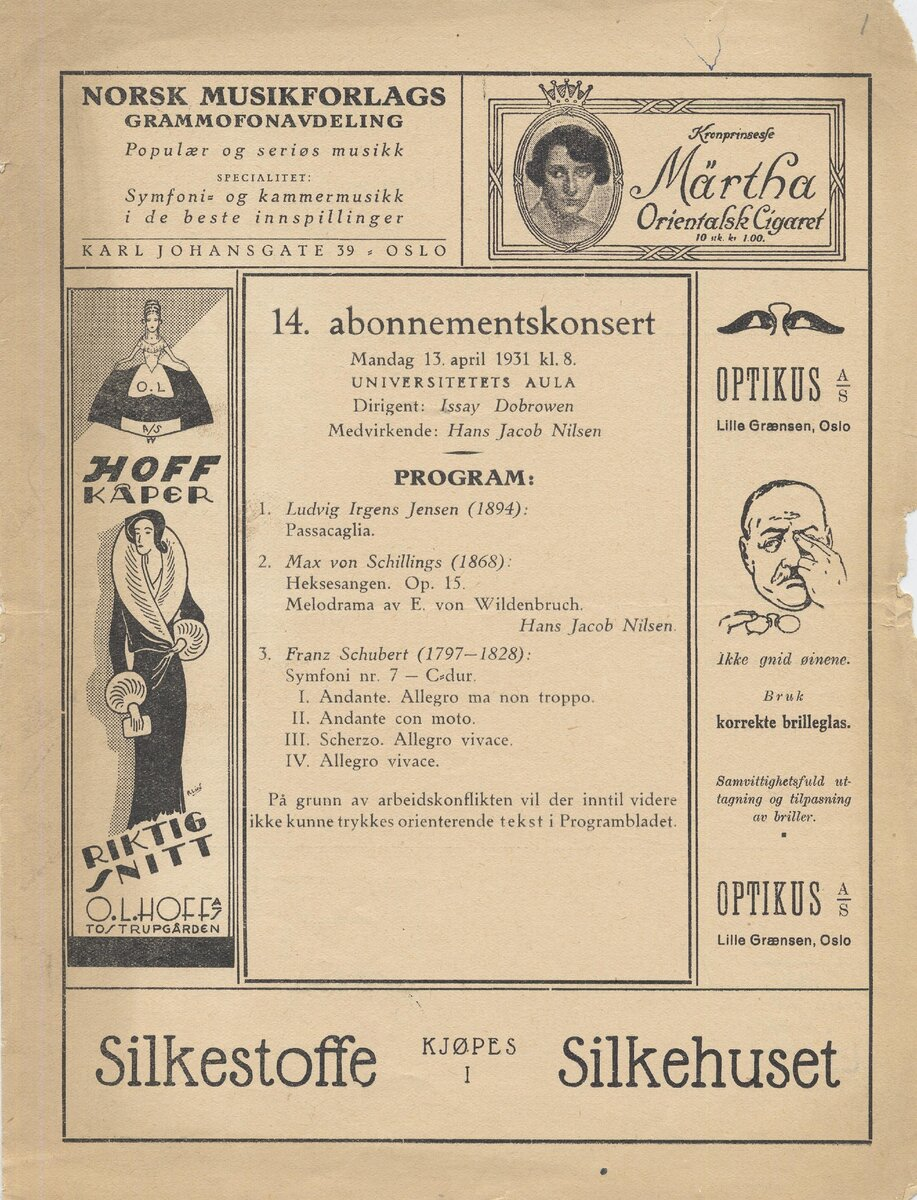 NORSK MUSIKFORLAGS
GRAMMOFONAVDELING
Populær og seriøs musikk
SPECIALITET:
Symfoni- og kammermusikk
i de beste innspillinger
KARL JOHANSGATE 39 - OSLO
Kronprinsesse
Märtha
Orientalsk Cigaret
10 stk. kr 1.00.
O.L
A/S
HOFF
KÅPER
RIKTIG
SNITT
O.L.HOFF A/S
TOSTRUPGÅRDEN
14. abonnementskonsert
Mandag 13. april 1931 kl. 8.
UNIVERSITETETS AULA
Dirigent: Issay Dobrowen
Medvirkende: Hans Jacob Nilsen
PROGRAM:
1. Ludvig Irgens Jensen (1894):
Passacaglia.
2. Max von Schillings (1868):
Heksesangen. Op. 15.
Melodrama av E. von Wildenbruch.
Hans Jacob Nilsen.
3. Franz Schubert (1797—1828):
Symfoni nr. 7 — C-dur.
I. Andante. Allegro ma non troppo.
II. Andante con moto.
III. Scherzo. Allegro vivace.
IV. Allegro vivace.
På grunn av arbeidskonflikten vil der inntil videre
ikke kunne trykkes orienterende tekst i Programbladet.
OPTIKUS A/S
Lille Grænsen, Oslo
Ikke gnid øinene.
Bruk
korrekte brilleglas.
Samvittighetsfuld ut-
tagning og tilpasning
av briller.
OPTIKUS A/S
Lille Grænsen, Oslo
Silkestoffe KJØPES I Silkehuset